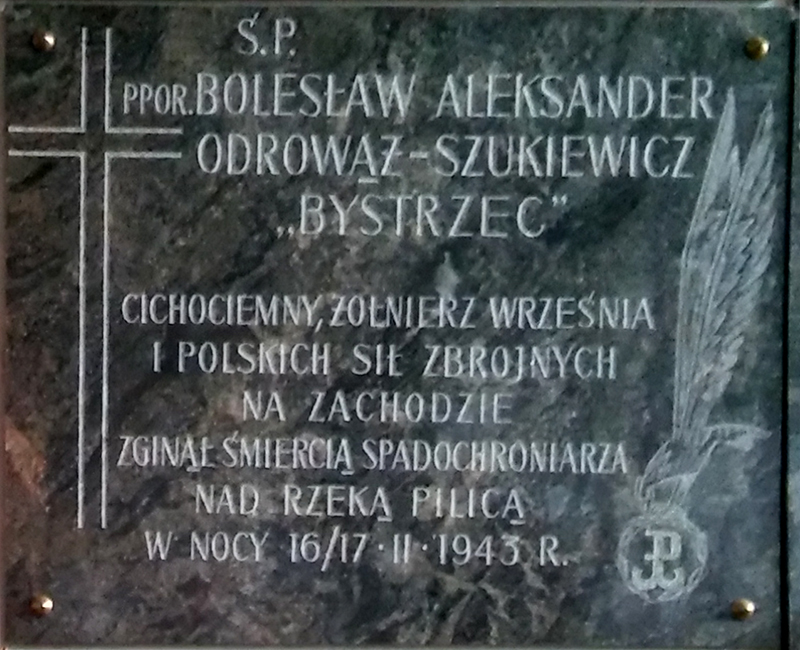 Ś.P.
PPOR. BOLESŁAW ALEKSANDER
ODROWĄŻ-SZUKIEWICZ
„BYSTRZEC”
CICHOCIEMNY, ŻOŁNIERZ WRZEŚNIA
I POLSKICH SIŁ ZBROJNYCH
NA ZACHODZIE
ZGINĄŁ ŚMIERCIĄ SPADOCHRONIARZA
NAD RZEKĄ PILICĄ
W NOCY 16/17·II·1943 R.
PW